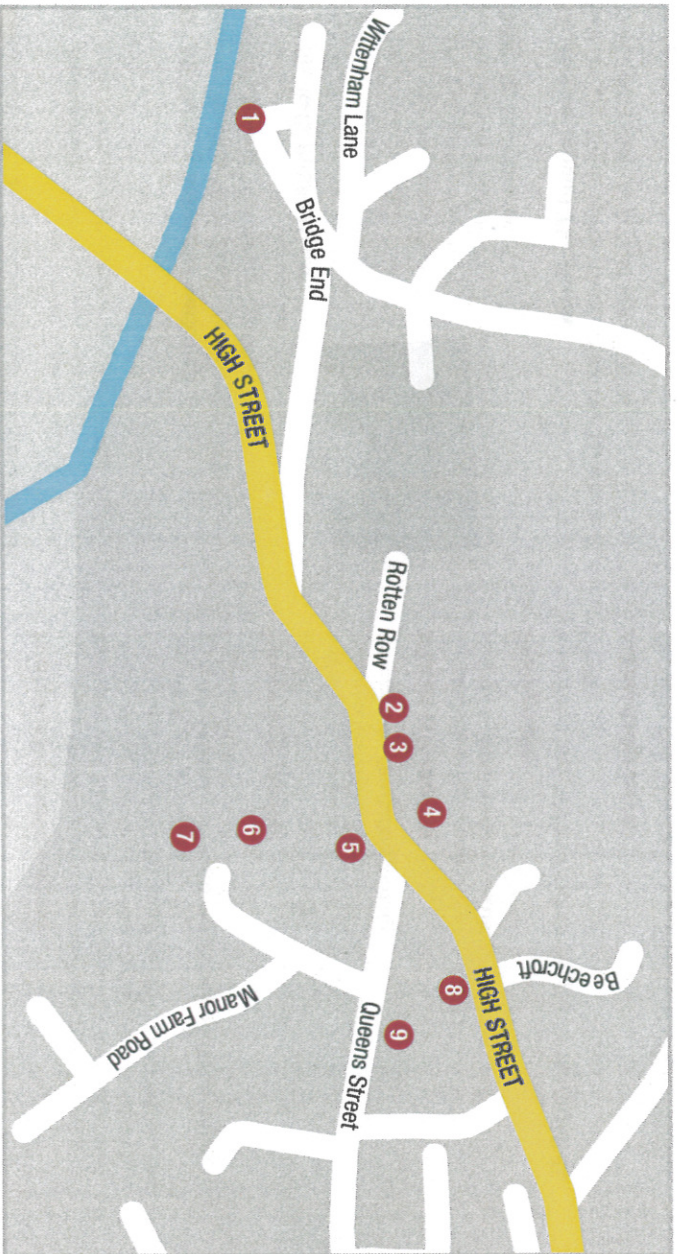 Wittenham Lane
Bridge End
1
HIGH STREET
Rotten Row
2
3
4
5
6
7
Beechcroft
8
HIGH STREET
9
Queens Street
Manor Farm Road